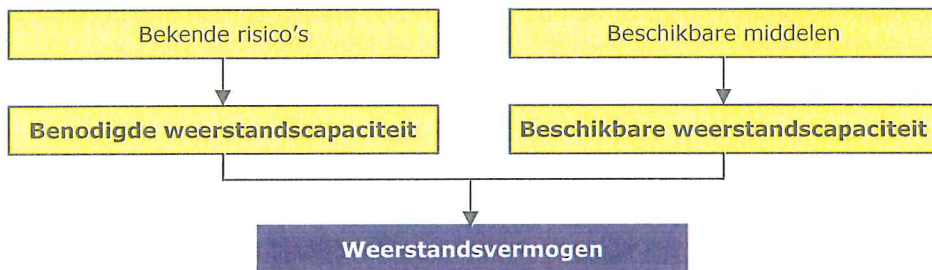 Bekende risico's
Beschikbare middelen
Benodigde weerstandscapaciteit
Beschikbare weerstandscapaciteit
Weerstandsvermogen